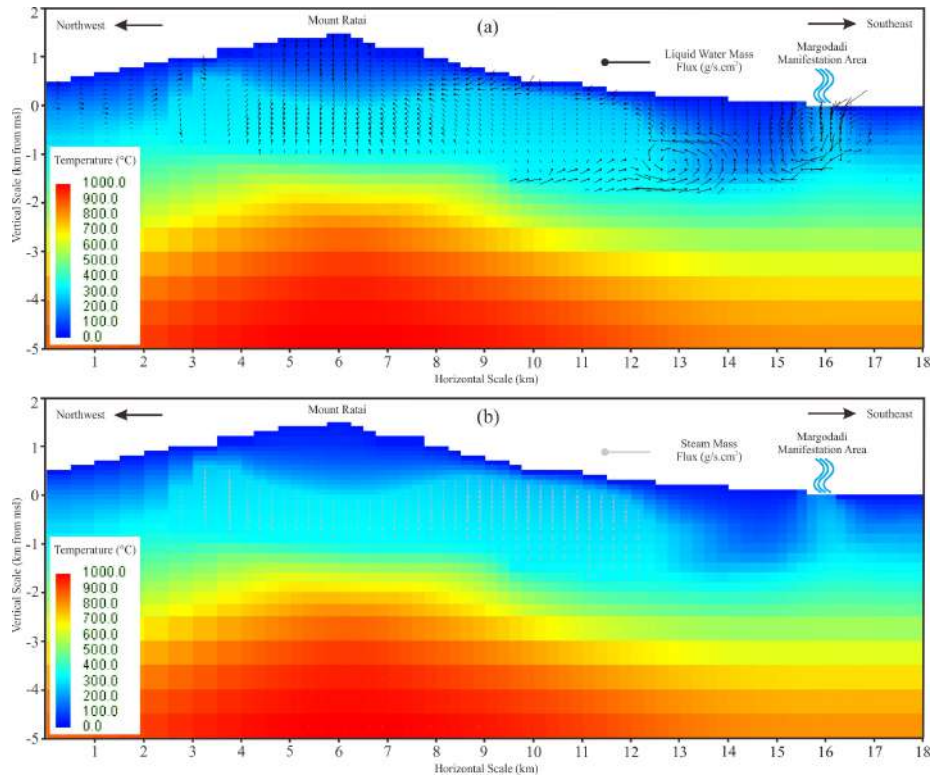 Northwest
Mount Ratai
(a)
Southeast
Liquid Water Mass
Flux (g/s.cm²)
Margodadi
Manifestation Area
Vertical Scale (km from msl)
2
1
0
-1
-2
-3
-4
-5
Temperature (°C)
1000.0
900.0
800.0
700.0
600.0
500.0
400.0
300.0
200.0
100.0
0.0
1 2 3 4 5 6 7 8 9 10 11 12 13 14 15 16 17 18
Horizontal Scale (km)
Northwest
Mount Ratai
(b)
Southeast
Steam Mass
Flux (g/s.cm²)
Margodadi
Manifestation Area
Vertical Scale (km from msl)
2
1
0
-1
-2
-3
-4
-5
Temperature (°C)
1000.0
900.0
800.0
700.0
600.0
500.0
400.0
300.0
200.0
100.0
0.0
1 2 3 4 5 6 7 8 9 10 11 12 13 14 15 16 17 18
Horizontal Scale (km)